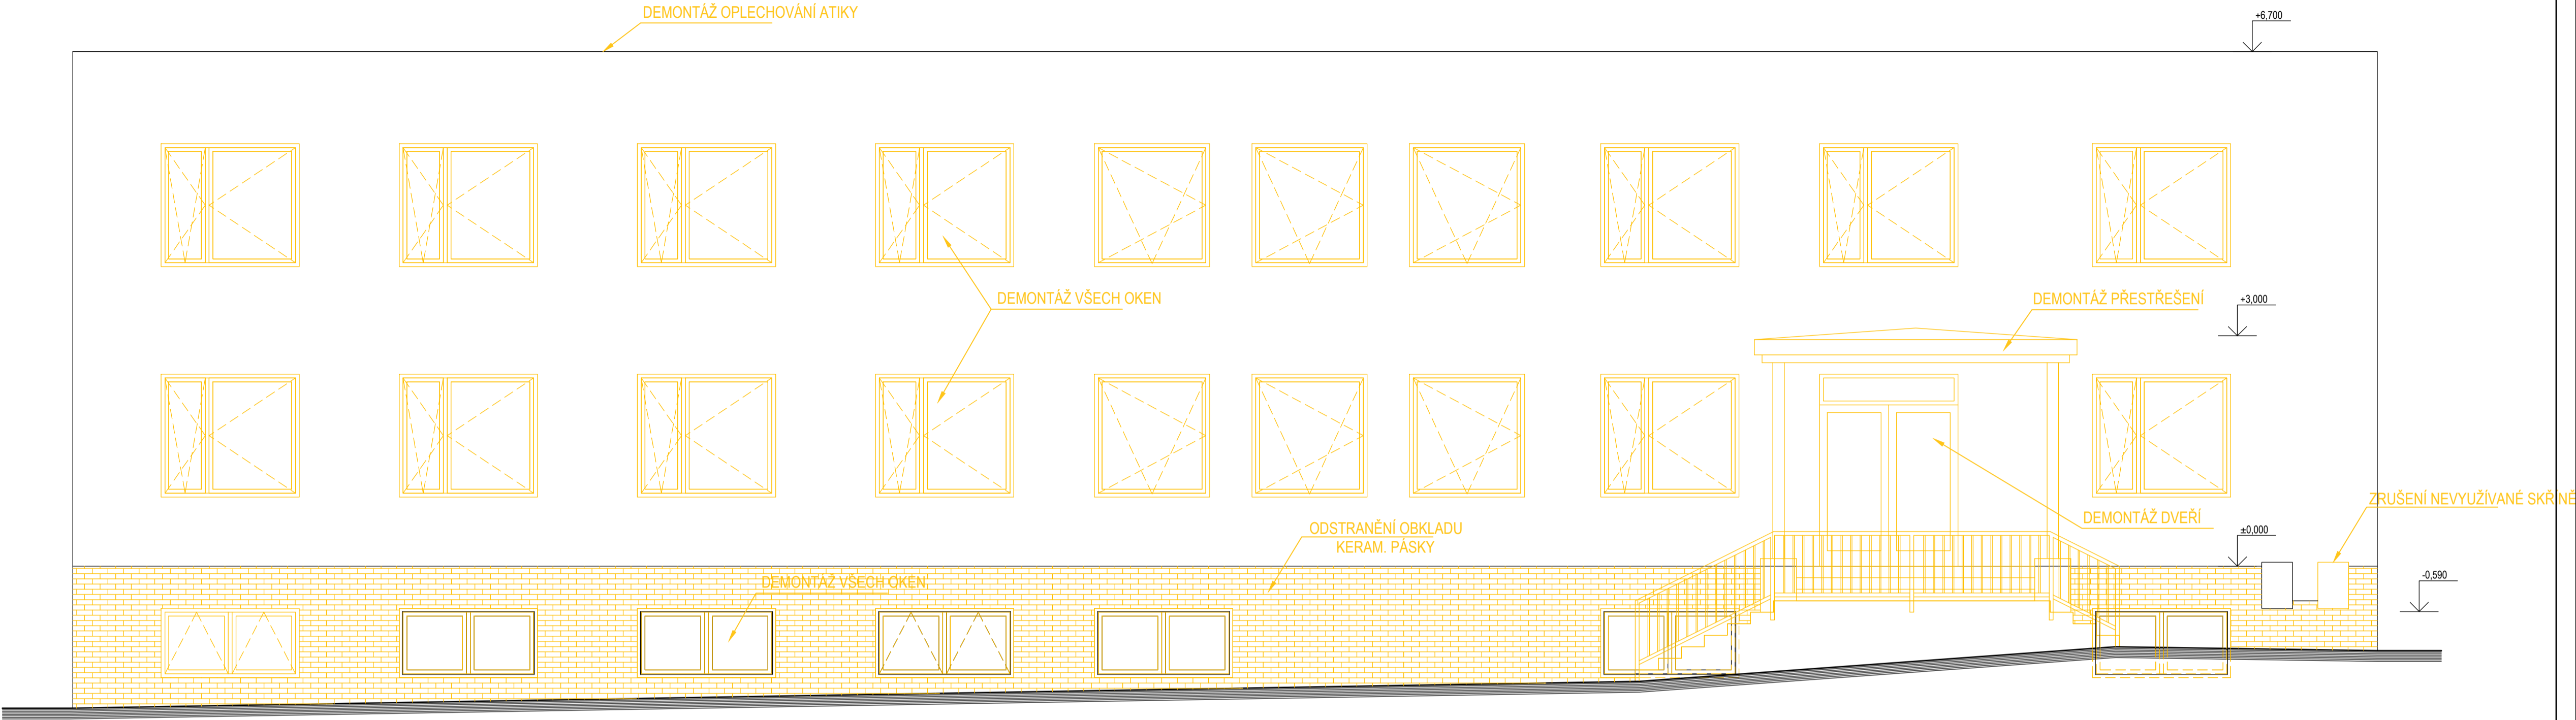 DEMONTÁŽ OPLECHOVÁNÍ ATIKY
+6,700
DEMONTÁŽ VŠECH OKEN
DEMONTÁŽ PŘESTŘEŠENÍ
+3,000
ZRUŠENÍ NEVYUŽÍVANÉ SKŘÍNĚ
DEMONTÁŽ DVEŘÍ
ODSTRANĚNÍ OBKLADU
KERAM. PÁSKY
±0,000
DEMONTÁŽ VŠECH OKEN
-0,590